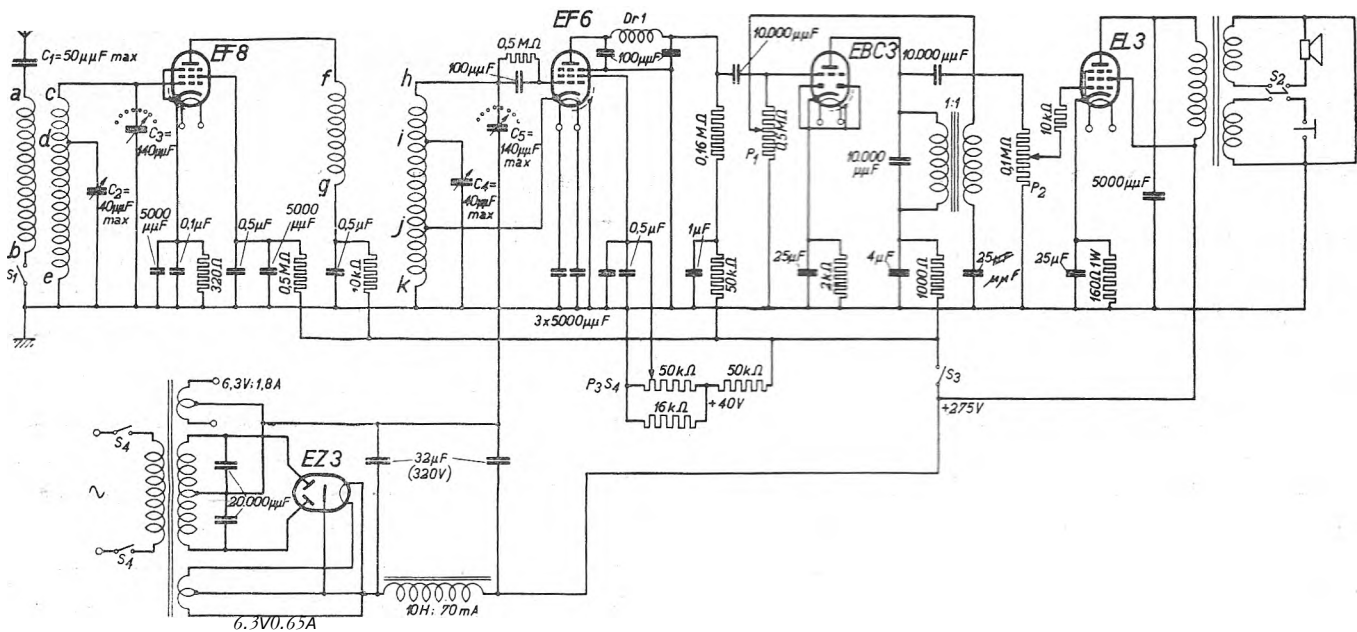 C1=50μμF max
a
b
S1
c
d
e
C2=
40μμF
max
C3=
140μμF
EF8
5000
μμF
0,1μF
320Ω
0,5μF
5000
μμF
0,5MΩ
f
g
0,5μF
10kΩ
h
i
j
k
100μμF
0,5MΩ
C5=
140μμF
max
C4=
40μμF
max
EF6
Dr1
100μμF
3x5000μμF
0,5μF
0,16MΩ
1μF
50kΩ
10.000μμF
P1
0,5MΩ
EBC3
25μF
2kΩ
10.000
μμF
4μF
10.000μμF
1:1
1000Ω
25μF
μμF
0,1MΩ
P2
10kΩ
EL3
25μF
160Ω 1W
5000μμF
S2
P3S4
50kΩ
50kΩ
16kΩ
+40V
S3
+275V
6,3V:1,8A
S4
S4
~
20.000μμF
EZ3
32μF
(320V)
10H: 70mA
6,3V0,65A